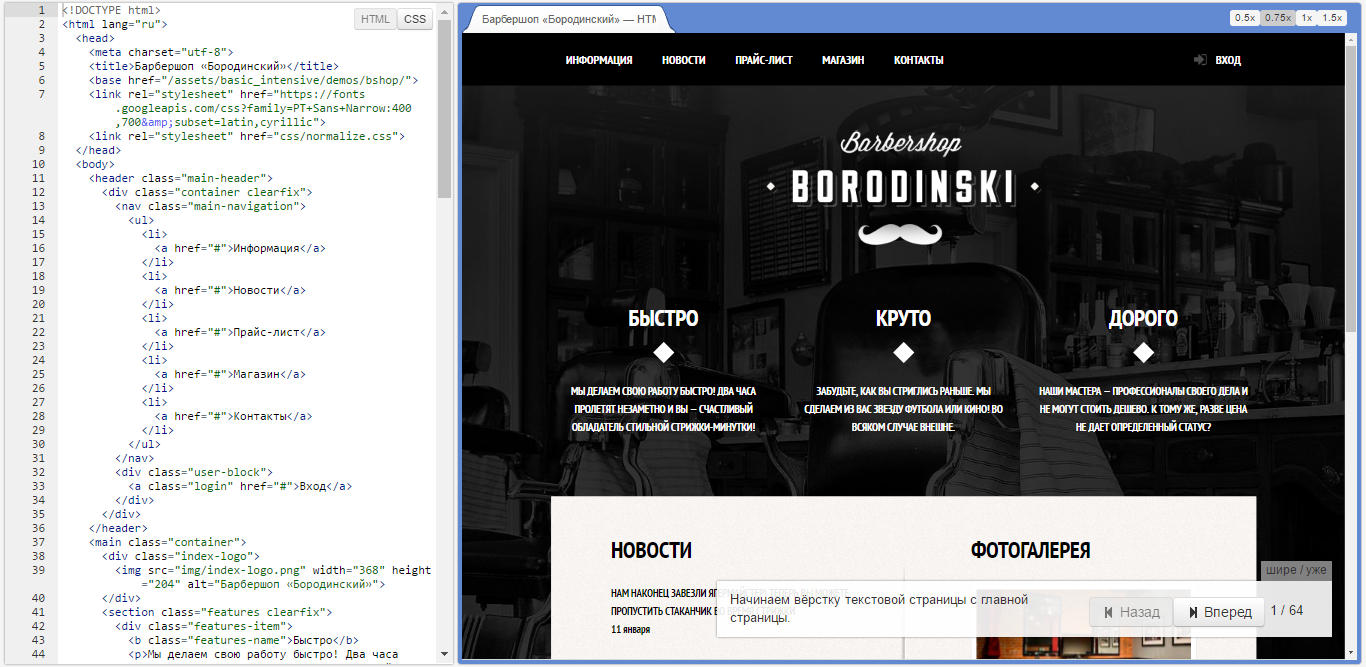 HTML CSS
1 <!DOCTYPE html>
2 <html lang="ru">
3 <head>
4 <meta charset="utf-8">
5 <title>Барбершоп «Бородинский»</title>
6 <base href="/assets/basic_intensive/demos/bshop/">
7 <link rel="stylesheet" href="https://fonts
.googleapis.com/css?family=PT+Sans+Narrow:400
,700&amp;subset=latin,cyrillic">
8 <link rel="stylesheet" href="css/normalize.css">
9 </head>
10 <body>
11 <header class="main-header">
12 <div class="container clearfix">
13 <nav class="main-navigation">
14 <ul>
15 <li>
16 <a href="#">Информация</a>
17 </li>
18 <li>
19 <a href="#">Новости</a>
20 </li>
21 <li>
22 <a href="#">Прайс-лист</a>
23 </li>
24 <li>
25 <a href="#">Магазин</a>
26 </li>
27 <li>
28 <a href="#">Контакты</a>
29 </li>
30 </ul>
31 </nav>
32 <div class="user-block">
33 <a class="login" href="#">Вход</a>
34 </div>
35 </div>
36 </header>
37 <main class="container">
38 <div class="index-logo">
39 <img src="img/index-logo.png" width="368" height
="204" alt="Барбершоп «Бородинский»">
40 </div>
41 <section class="features clearfix">
42 <div class="features-item">
43 <b class="features-name">Быстро</b>
44 <p>Мы делаем свою работу быстро! Два часа
Барбершоп «Бородинский» — HTM
0.5x 0.75x 1x 1.5x
ИНФОРМАЦИЯ НОВОСТИ ПРАЙС-ЛИСТ МАГАЗИН КОНТАКТЫ ВХОД
Barbershop
BORODINSKI
БЫСТРО
МЫ ДЕЛАЕМ СВОЮ РАБОТУ БЫСТРО! ДВА ЧАСА
ПРОЛЕТЯТ НЕЗАМЕТНО И ВЫ — СЧАСТЛИВЫЙ
ОБЛАДАТЕЛЬ СТИЛЬНОЙ СТРИЖКИ-МИНУТКИ!
КРУТО
ЗАБУДЬТЕ, КАК ВЫ СТРИГЛИСЬ РАНЬШЕ. МЫ
СДЕЛАЕМ ИЗ ВАС ЗВЕЗДУ ФУТБОЛА ИЛИ КИНО! ВО
ВСЯКОМ СЛУЧАЕ ВНЕШНЕ.
ДОРОГО
НАШИ МАСТЕРА — ПРОФЕССИОНАЛЫ СВОЕГО ДЕЛА И
НЕ МОГУТ СТОИТЬ ДЕШЕВО. К ТОМУ ЖЕ, РАЗВЕ ЦЕНА
НЕ ДАЕТ ОПРЕДЕЛЕННЫЙ СТАТУС?
НОВОСТИ
НАМ НАКОНЕЦ ЗАВЕЗЛИ
ПРОПУСТИТЬ СТАКАНЧИК
11 января
ФОТОГАЛЕРЕЯ
шире / уже
Начинаем вёрстку текстовой страницы с главной
страницы.
Назад Вперед 1 / 64